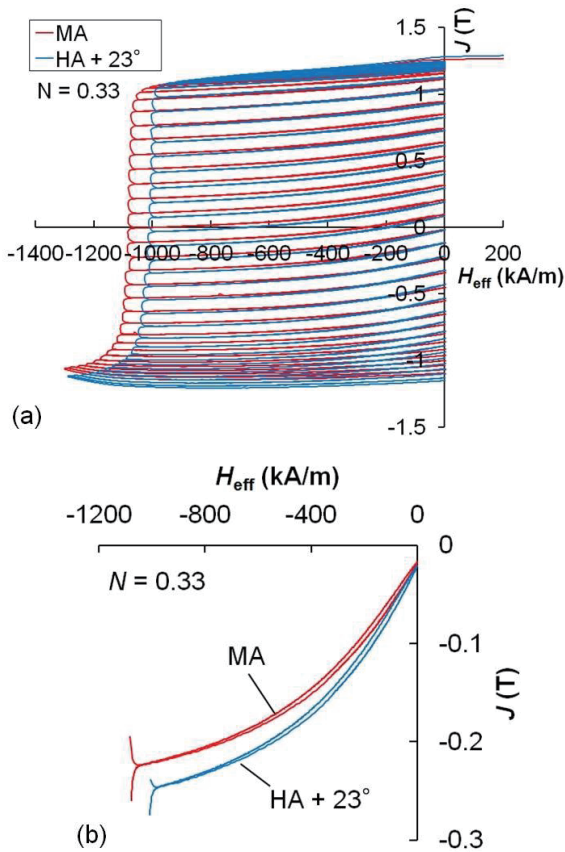 MA
HA + 23°
N = 0.33
1.5
J (T)
1
0.5
0
-1400 -1200 -1000 -800 -600 -400 -200 0 200
Heff (kA/m)
-0.5
-1
-1.5
(a)
Heff (kA/m)
-1200 -800 -400 0
0
N = 0.33
-0.1
MA
J (T)
-0.2
HA + 23°
-0.3
(b)